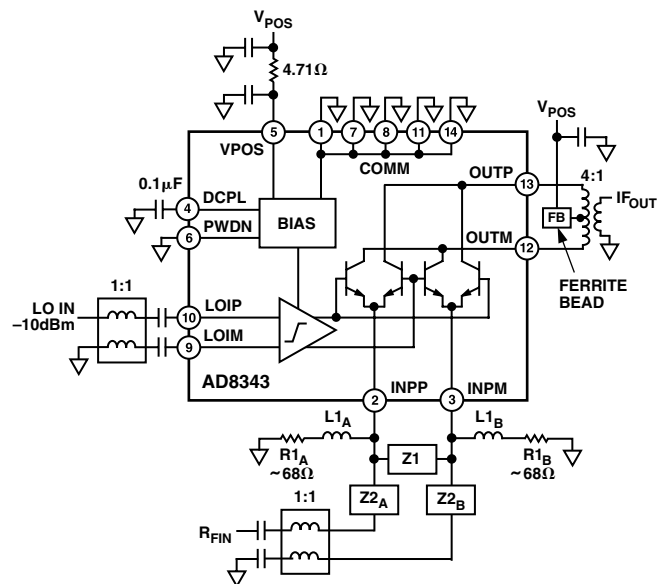 VPOS
4.71Ω
5 1 7 8 11 14
VPOS
COMM
VPOS
OUTP 13 4:1
0.1µF
4 DCPL
BIAS
FB
IFOUT
6 PWDN
OUTM 12
FERRITE
BEAD
1:1
LO IN
–10dBm
10 LOIP
9 LOIM
AD8343
INPP INPM
2 3
L1A L1B
R1A
~68Ω
Z1
R1B
~68Ω
1:1
Z2A Z2B
RFIN